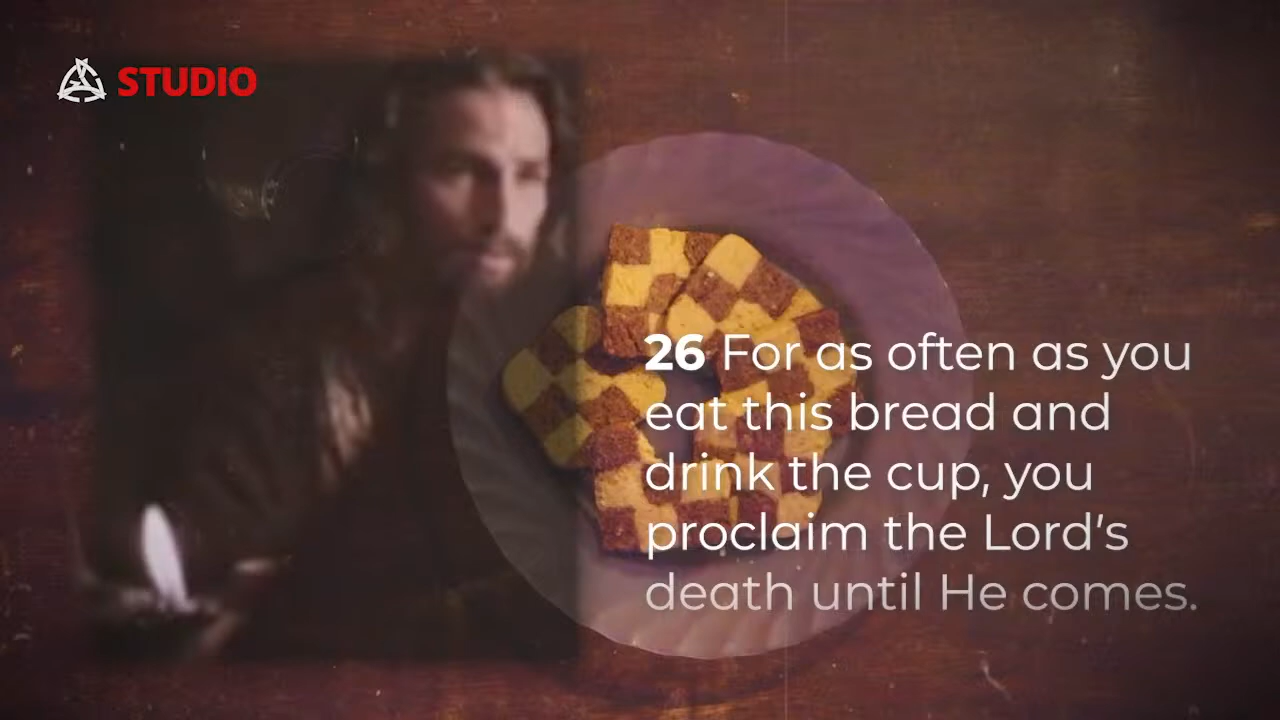 STUDIO
26 For as often as you
eat this bread and
drink the cup, you
proclaim the Lord's
death until He comes.